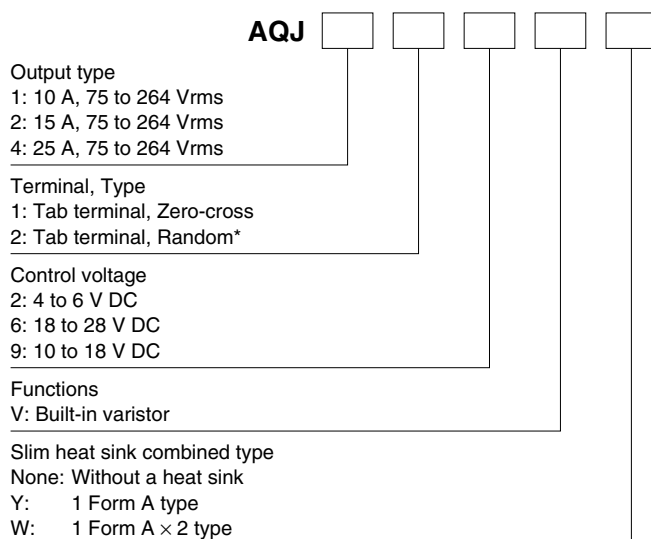 AQJ
Output type
1: 10 A, 75 to 264 Vrms
2: 15 A, 75 to 264 Vrms
4: 25 A, 75 to 264 Vrms
Terminal, Type
1: Tab terminal, Zero-cross
2: Tab terminal, Random*
Control voltage
2: 4 to 6 V DC
6: 18 to 28 V DC
9: 10 to 18 V DC
Functions
V: Built-in varistor
Slim heat sink combined type
None: Without a heat sink
Y: 1 Form A type
W: 1 Form A × 2 type